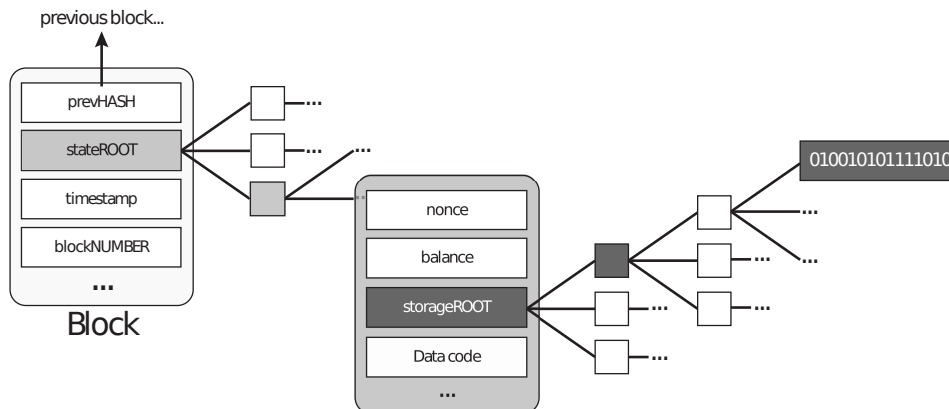 previous block...
prevHASH
...
stateROOT
...
...
timestamp
...
blockNUMBER
...
Block
010010101111010
nonce
...
balance
...
...
storageROOT
...
...
Data code
...
...